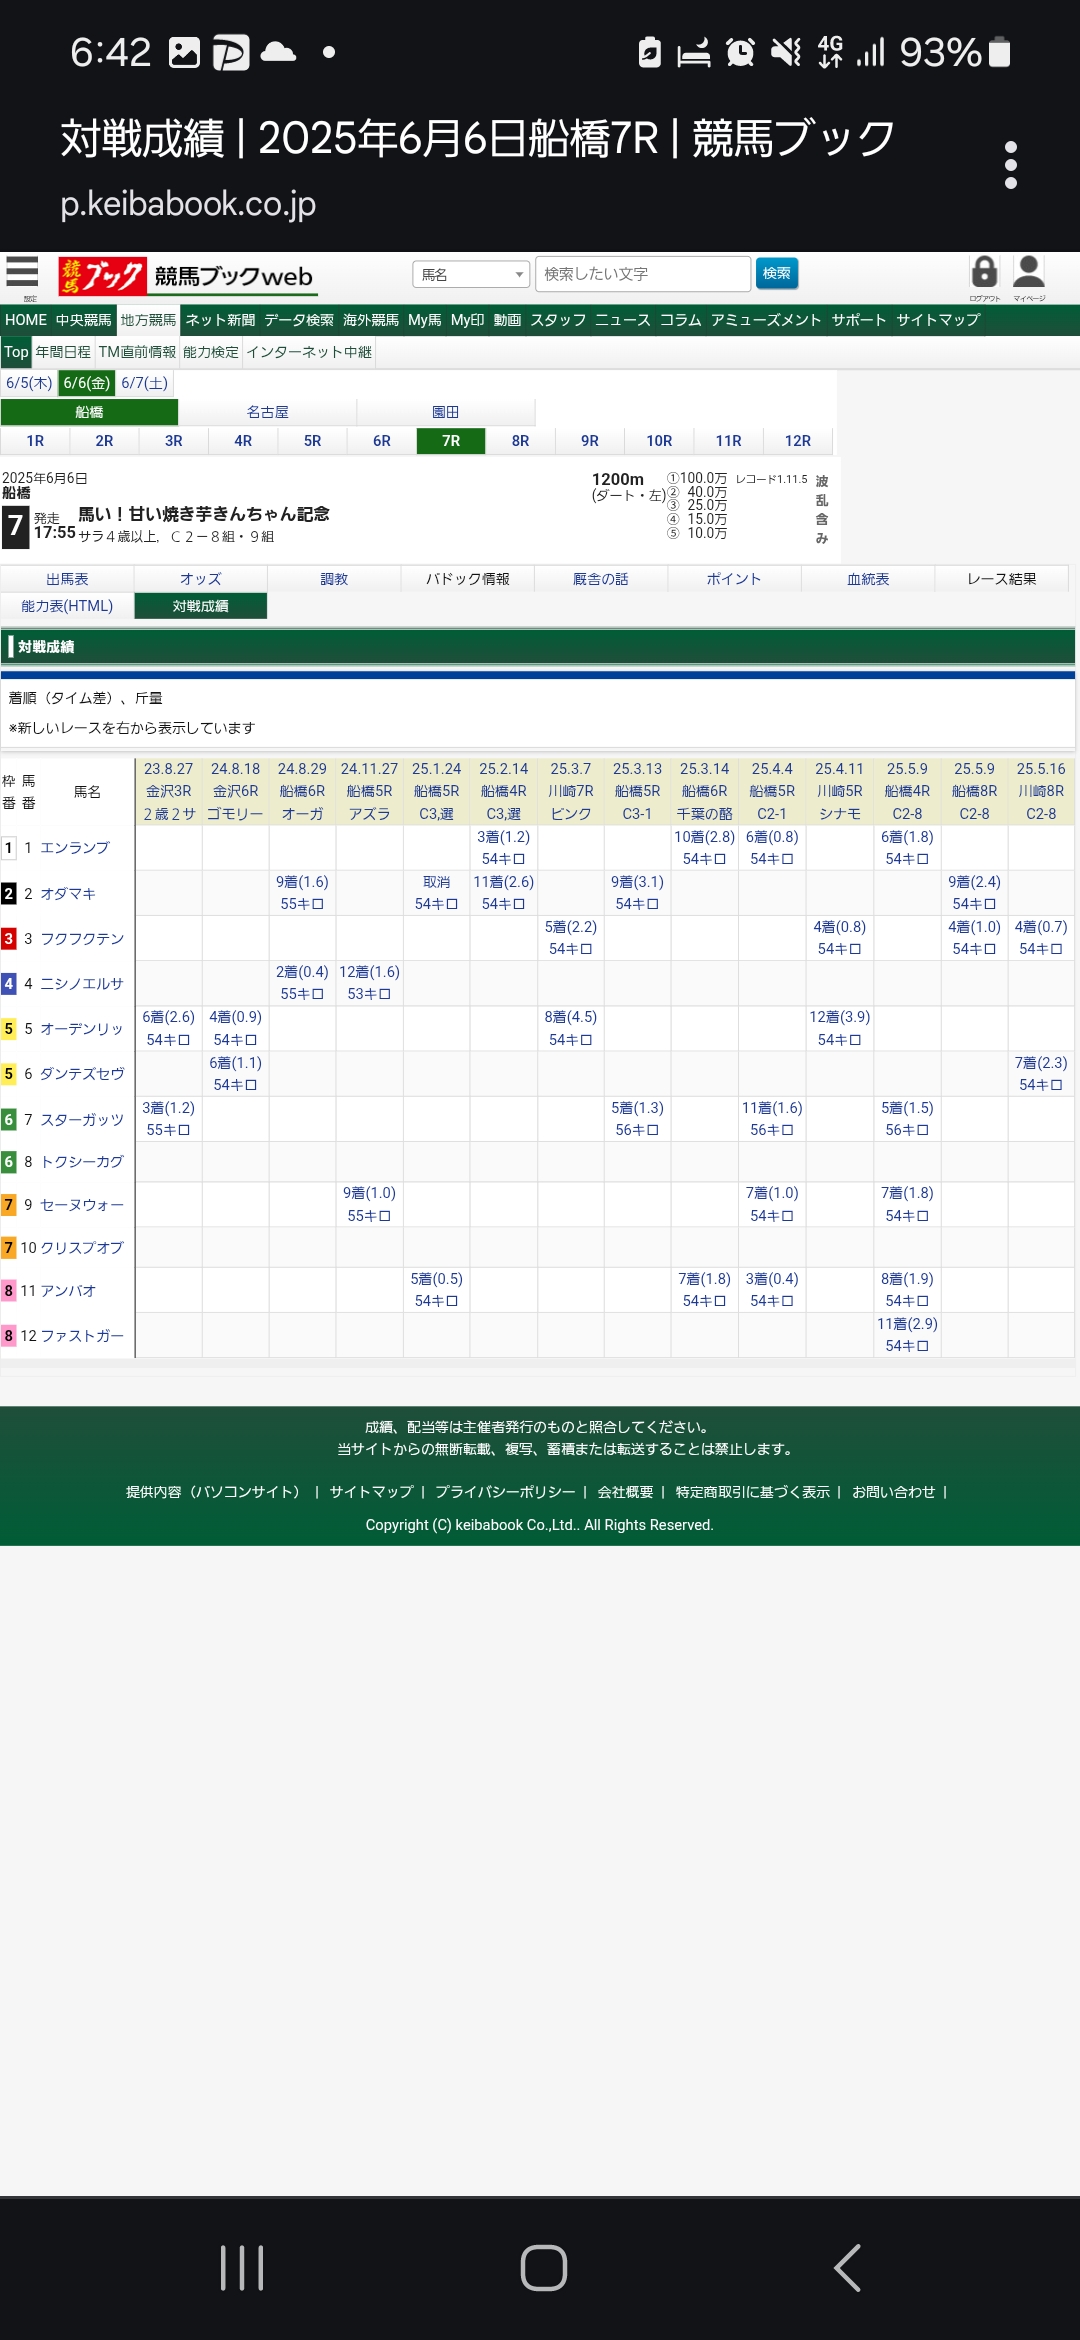 6:42 4G 93%
対戦成績 | 2025年6月6日船橋7R | 競馬ブック
p.keibabook.co.jp
設定 競馬ブック 競馬ブックweb 馬名 検索したい文字 検索 ログアウト マイページ
HOME 中央競馬 地方競馬 ネット新聞 データ検索 海外競馬 My馬 My印 動画 スタッフ ニュース コラム アミューズメント サポート サイトマップ
Top 年間日程 TM直前情報 能力検定 インターネット中継
6/5(木) 6/6(金) 6/7(土)
船橋 名古屋 園田
1R 2R 3R 4R 5R 6R 7R 8R 9R 10R 11R 12R
2025年6月6日
船橋
7 発走 17:55
馬い！甘い焼き芋きんちゃん記念
サラ４歳以上, Ｃ２－８組・９組
1200m
(ダート・左)
①100.0万
② 40.0万
③ 25.0万
④ 15.0万
⑤ 10.0万
レコード1.11.5
波乱含み
出馬表 オッズ 調教 パドック情報 厩舎の話 ポイント 血統表 レース結果
能力表(HTML) 対戦成績
対戦成績
着順（タイム差）、斤量
※新しいレースを右から表示しています
枠番 馬番 馬名
23.8.27 24.8.18 24.8.29 24.11.27 25.1.24 25.2.14 25.3.7 25.3.13 25.3.14 25.4.4 25.4.11 25.5.9 25.5.9 25.5.16
金沢3R 金沢6R 船橋6R 船橋5R 船橋5R 船橋4R 川崎7R 船橋5R 船橋6R 船橋5R 川崎5R 船橋4R 船橋8R 川崎8R
２歳２サ ゴモリー オーガ アズラ C3,選 C3,選 ピンク C3-1 千葉の酪 C2-1 シナモ C2-8 C2-8 C2-8
1 1 エンランブ 3着(1.2) 10着(2.8) 6着(0.8) 6着(1.8)
54キロ 54キロ 54キロ 54キロ
2 2 オダマキ 9着(1.6) 取消 11着(2.6) 9着(3.1) 9着(2.4)
55キロ 54キロ 54キロ 54キロ 54キロ
3 3 フクフクテン 5着(2.2) 4着(0.8) 4着(1.0) 4着(0.7)
54キロ 54キロ 54キロ 54キロ
4 4 ニシノエルサ 2着(0.4) 12着(1.6)
55キロ 53キロ
5 5 オーデンリッ 6着(2.6) 4着(0.9) 8着(4.5) 12着(3.9)
54キロ 54キロ 54キロ 54キロ
5 6 ダンテズセヴ 6着(1.1) 7着(2.3)
54キロ 54キロ
6 7 スターガッツ 3着(1.2) 5着(1.3) 11着(1.6) 5着(1.5)
55キロ 56キロ 56キロ 56キロ
6 8 トクシーカグ
7 9 セーヌウォー 9着(1.0) 7着(1.0) 7着(1.8)
55キロ 54キロ 54キロ
7 10 クリスプオブ
8 11 アンバオ 5着(0.5) 7着(1.8) 3着(0.4) 8着(1.9)
54キロ 54キロ 54キロ 54キロ
8 12 ファストガー 11着(2.9)
54キロ
成績、配当等は主催者発行のものと照合してください。
当サイトからの無断転載、複写、蓄積または転送することは禁止します。
提供内容（パソコンサイト） | サイトマップ | プライバシーポリシー | 会社概要 | 特定商取引に基づく表示 | お問い合わせ |
Copyright (C) keibabook Co.,Ltd.. All Rights Reserved.